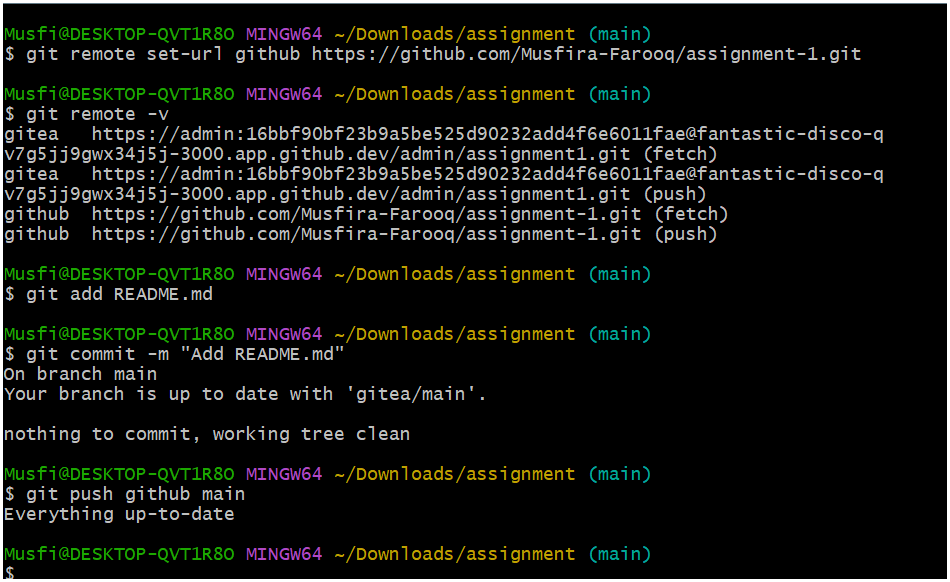 Musfi@DESKTOP-QVT1R8O MINGW64 ~/Downloads/assignment (main)
$ git remote set-url github https://github.com/Musfira-Farooq/assignment-1.git
Musfi@DESKTOP-QVT1R8O MINGW64 ~/Downloads/assignment (main)
$ git remote -v
gitea   https://admin:16bbf90bf23b9a5be525d90232add4f6e6011fae@fantastic-disco-q
v7g5jj9gwx34j5j-3000.app.github.dev/admin/assignment1.git (fetch)
gitea   https://admin:16bbf90bf23b9a5be525d90232add4f6e6011fae@fantastic-disco-q
v7g5jj9gwx34j5j-3000.app.github.dev/admin/assignment1.git (push)
github  https://github.com/Musfira-Farooq/assignment-1.git (fetch)
github  https://github.com/Musfira-Farooq/assignment-1.git (push)
Musfi@DESKTOP-QVT1R8O MINGW64 ~/Downloads/assignment (main)
$ git add README.md
Musfi@DESKTOP-QVT1R8O MINGW64 ~/Downloads/assignment (main)
$ git commit -m "Add README.md"
On branch main
Your branch is up to date with 'gitea/main'.
nothing to commit, working tree clean
Musfi@DESKTOP-QVT1R8O MINGW64 ~/Downloads/assignment (main)
$ git push github main
Everything up-to-date
Musfi@DESKTOP-QVT1R8O MINGW64 ~/Downloads/assignment (main)
$